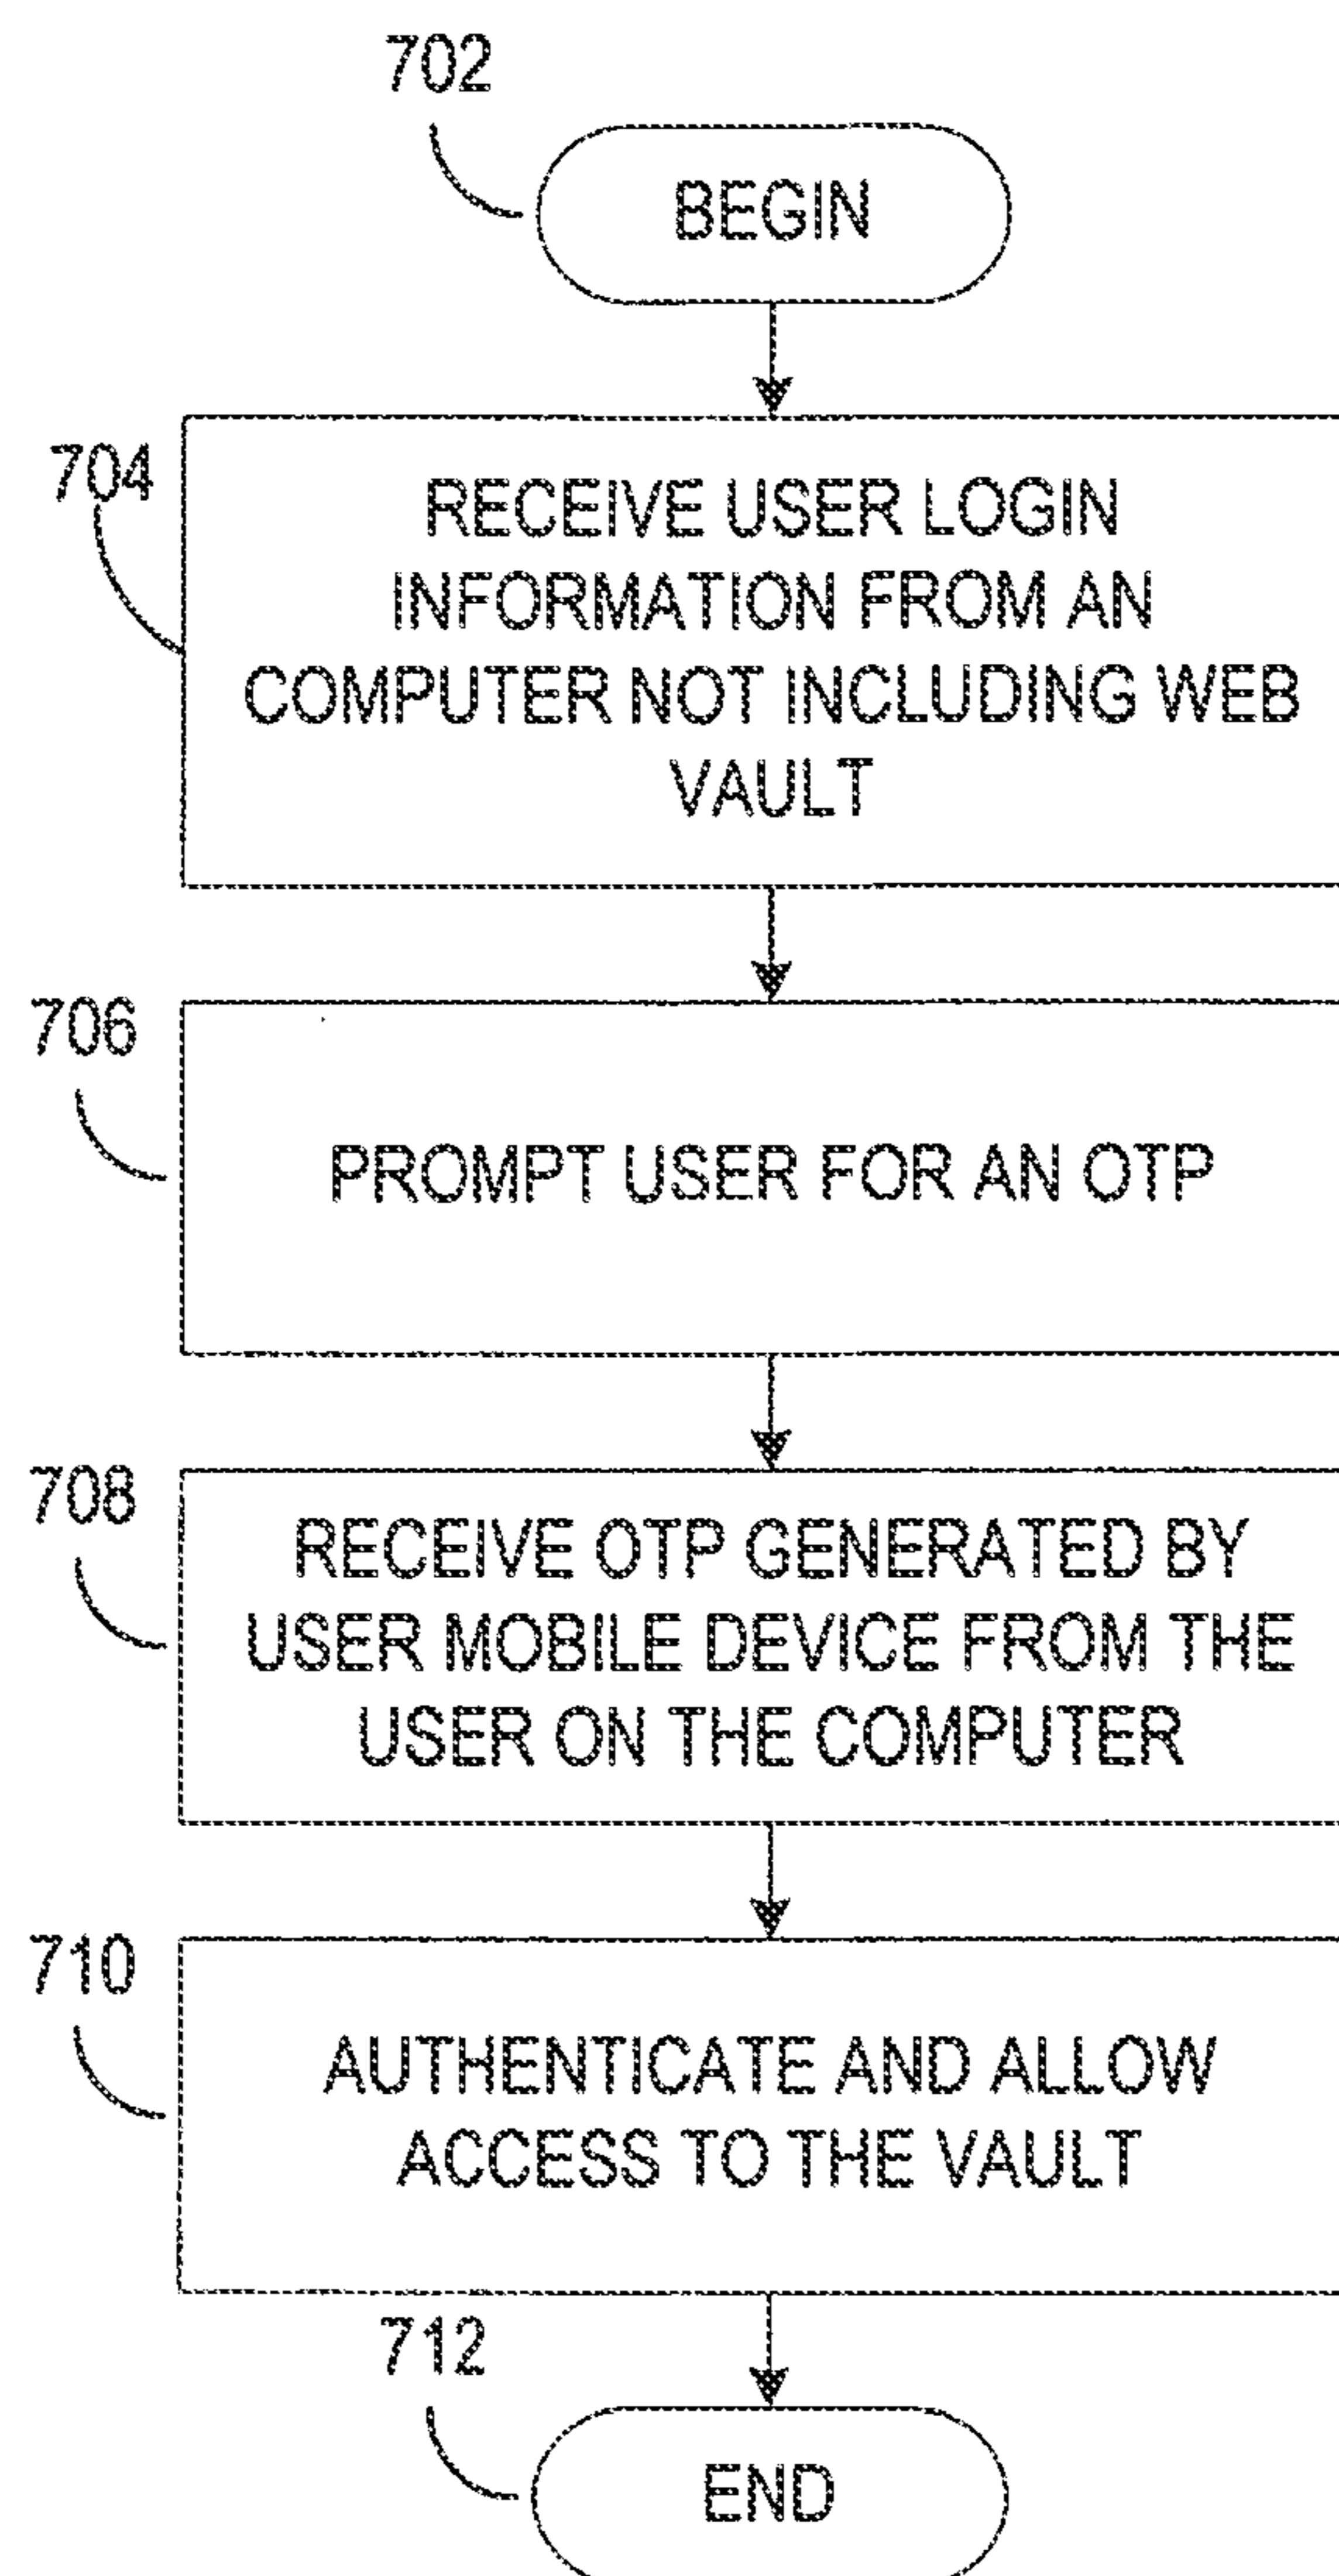 702
BEGIN
704
RECEIVE USER LOGIN
INFORMATION FROM AN
COMPUTER NOT INCLUDING WEB
VAULT
706
PROMPT USER FOR AN OTP
708
RECEIVE OTP GENERATED BY
USER MOBILE DEVICE FROM THE
USER ON THE COMPUTER
710
AUTHENTICATE AND ALLOW
ACCESS TO THE VAULT
712
END